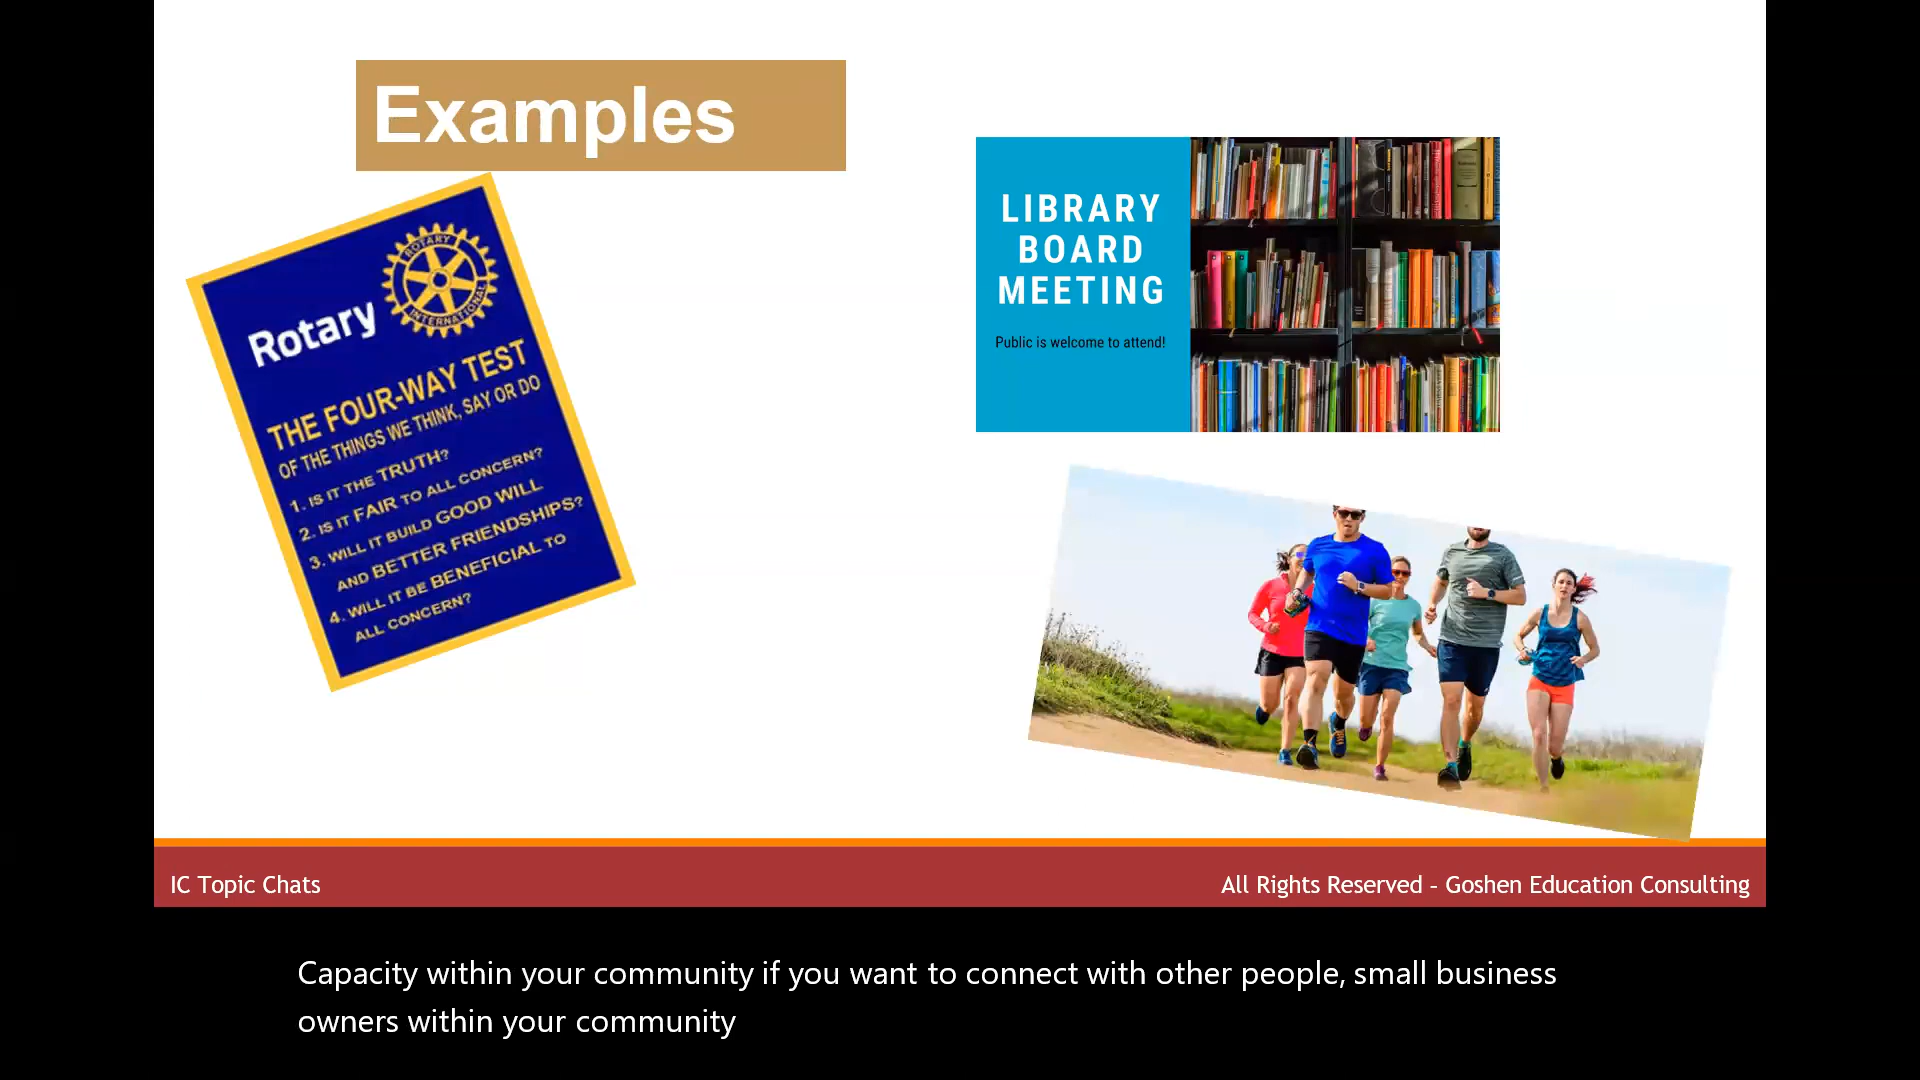 Examples
Rotary
ROTARY
INTERNATIONAL
THE FOUR-WAY TEST
OF THE THINGS WE THINK, SAY OR DO
1. IS IT THE TRUTH?
2. IS IT FAIR TO ALL CONCERN?
3. WILL IT BUILD GOOD WILL
AND BETTER FRIENDSHIPS?
4. WILL IT BE BENEFICIAL TO
ALL CONCERN?
LIBRARY
BOARD
MEETING
Public is welcome to attend!
IC Topic Chats
All Rights Reserved - Goshen Education Consulting
Capacity within your community if you want to connect with other people, small business
owners within your community